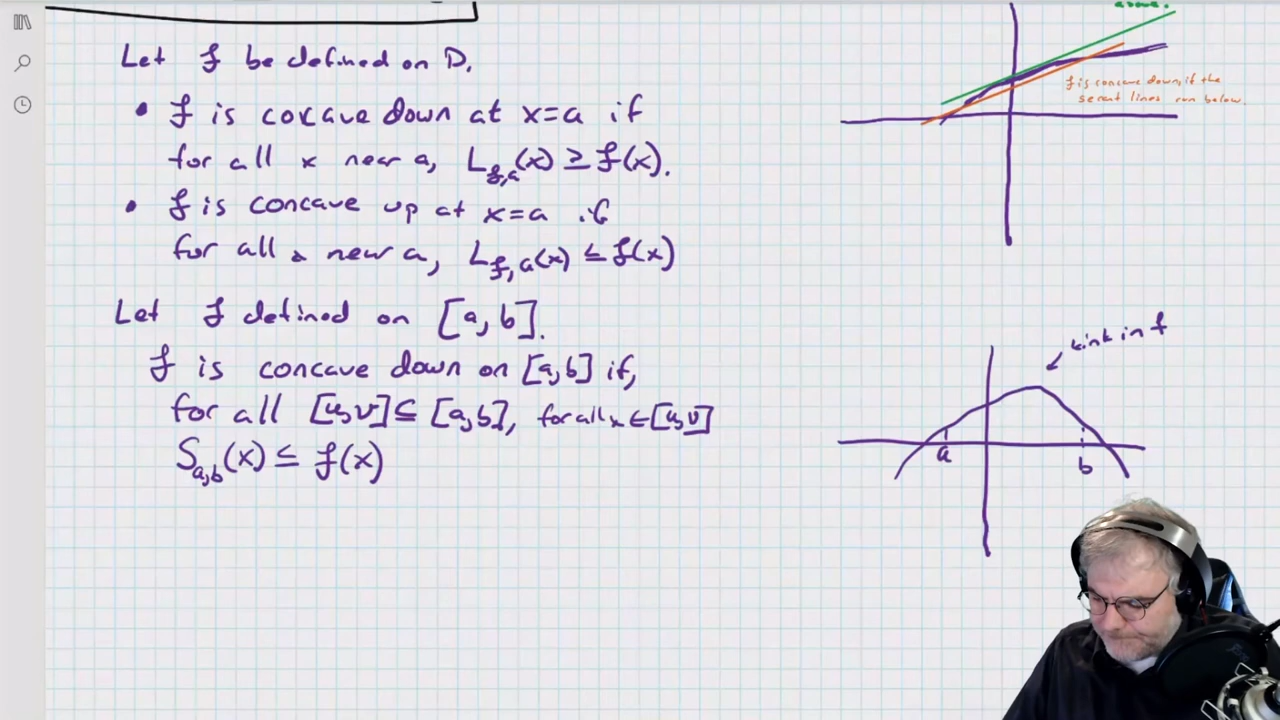 Let f be defined on D.
• f is cocave down at x=a if
for all x near a, L_{f,a}(x) ≥ f(x).
• f is concave up at x=a if
for all x near a, L_{f,a}(x) ≤ f(x)
Let f defined on [a,b].
f is concave down on [a,b] if,
for all [u,v] ⊆ [a,b], for all x ∈ [u,v]
S_{a,b}(x) ≤ f(x)
above.
f is concave down, if the
secant lines run below.
kink in f
a
b